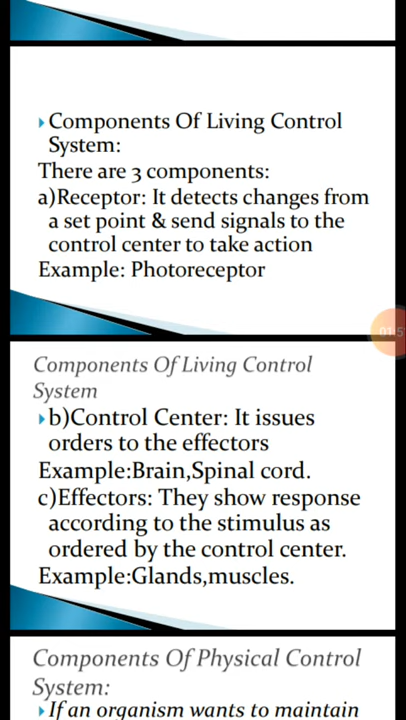 Components Of Living Control
System:
There are 3 components:
a)Receptor: It detects changes from
a set point & send signals to the
control center to take action
Example: Photoreceptor
Components Of Living Control
System
b)Control Center: It issues
orders to the effectors
Example:Brain,Spinal cord.
c)Effectors: They show response
according to the stimulus as
ordered by the control center.
Example:Glands,muscles.
Components Of Physical Control
System:
If an organism wants to maintain